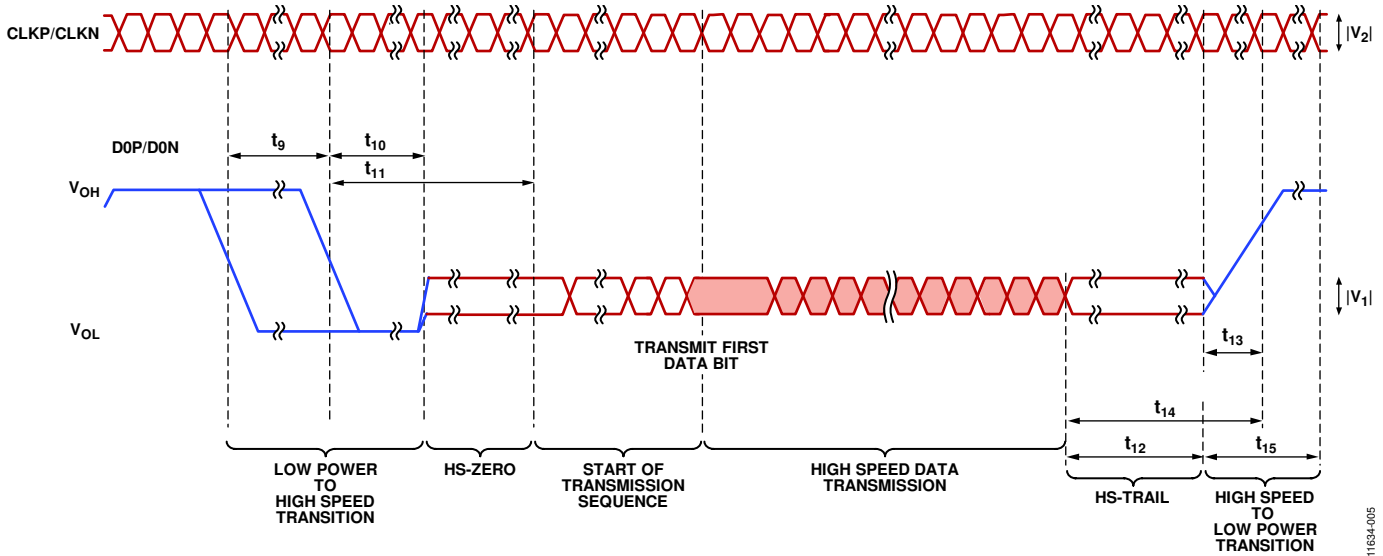 CLKP/CLKN
|V2|
D0P/D0N
t9
t10
t11
VOH
VOL
|V1|
TRANSMIT FIRST
DATA BIT
t13
t14
t12
t15
LOW POWER
TO
HIGH SPEED
TRANSITION
HS-ZERO
START OF
TRANSMISSION
SEQUENCE
HIGH SPEED DATA
TRANSMISSION
HS-TRAIL
HIGH SPEED
TO
LOW POWER
TRANSITION
11634-005